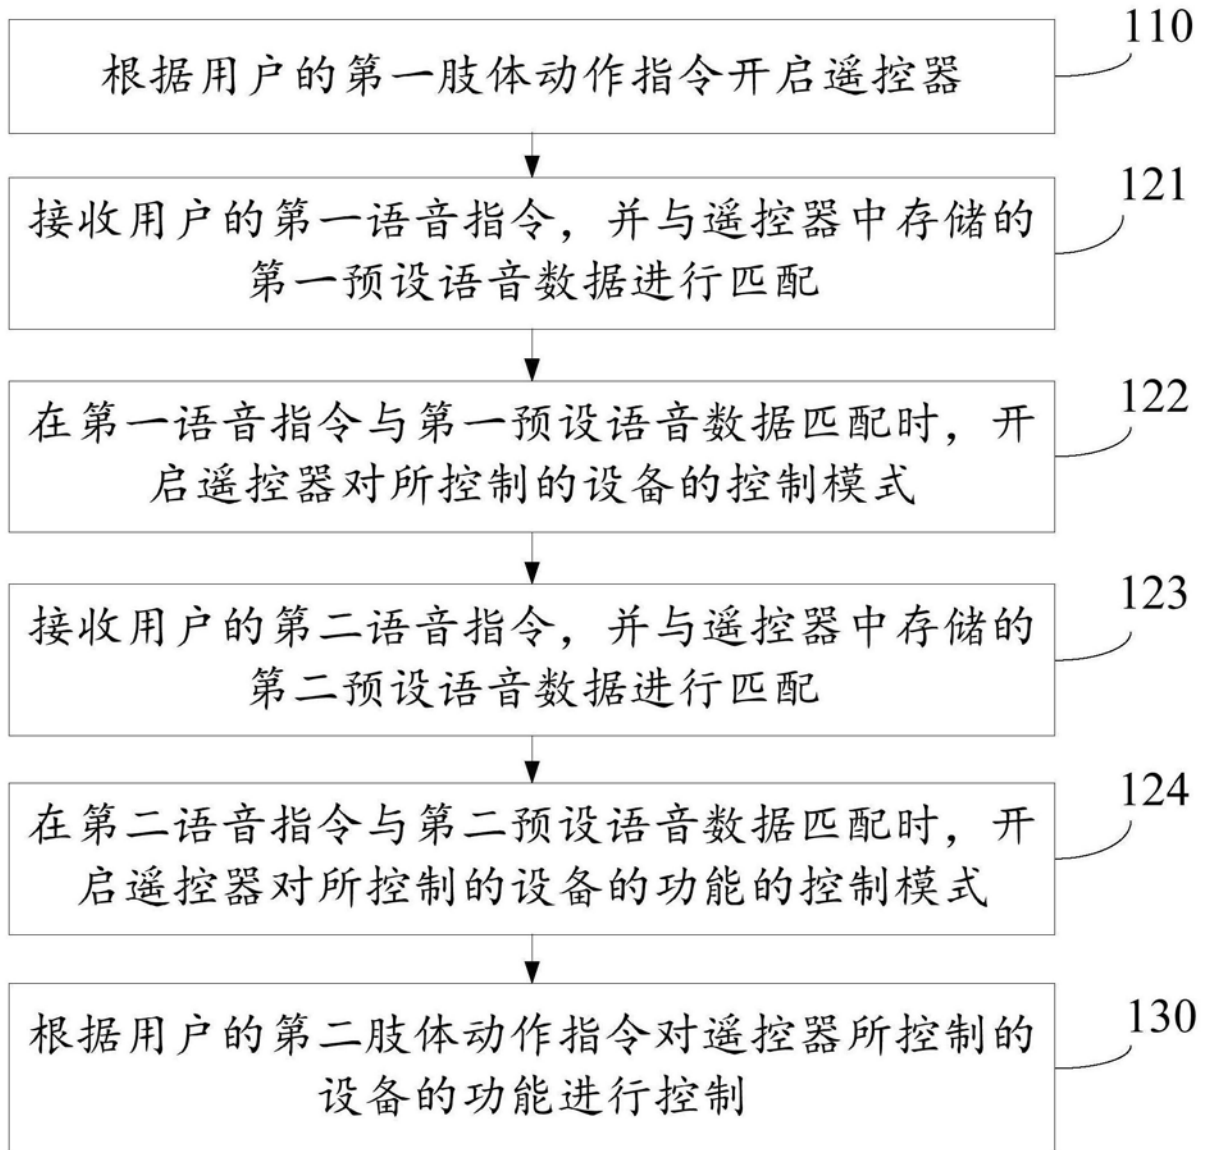 110
根据用户的第一肢体动作指令开启遥控器
121
接收用户的第一语音指令，并与遥控器中存储的
第一预设语音数据进行匹配
122
在第一语音指令与第一预设语音数据匹配时，开
启遥控器对所控制的设备的控制模式
123
接收用户的第二语音指令，并与遥控器中存储的
第二预设语音数据进行匹配
124
在第二语音指令与第二预设语音数据匹配时，开
启遥控器对所控制的设备的功能的控制模式
130
根据用户的第二肢体动作指令对遥控器所控制的
设备的功能进行控制